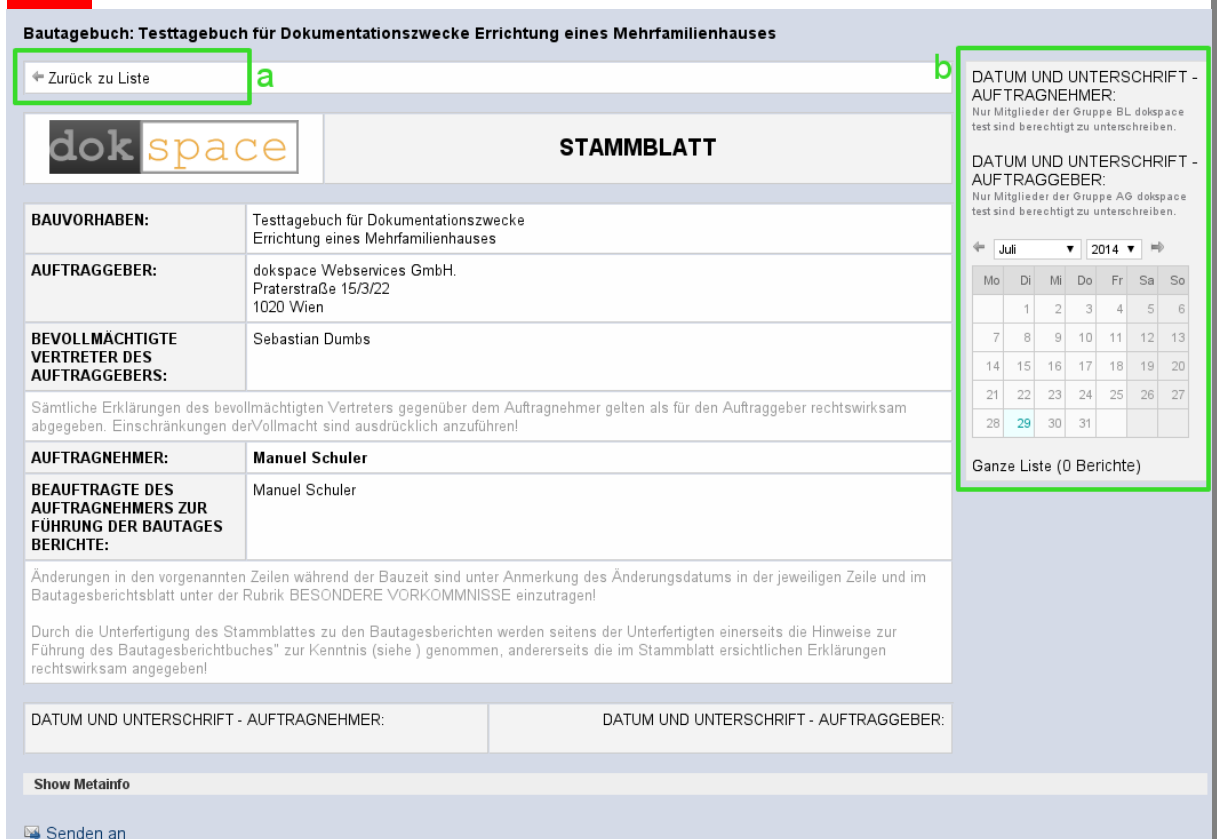 Bautagebuch: Testtagebuch für Dokumentationszwecke Errichtung eines Mehrfamilienhauses
Zurück zu Liste
a
dokspace
STAMMBLATT
BAUVORHABEN:
Testtagebuch für Dokumentationszwecke
Errichtung eines Mehrfamilienhauses
AUFTRAGGEBER:
dokspace Webservices GmbH.
Praterstraße 15/3/22
1020 Wien
BEVOLLMÄCHTIGTE
VERTRETER DES
AUFTRAGGEBERS:
Sebastian Dumbs
Sämtliche Erklärungen des bevollmächtigten Vertreters gegenüber dem Auftragnehmer gelten als für den Auftraggeber rechtswirksam
abgegeben. Einschränkungen derVollmacht sind ausdrücklich anzuführen!
AUFTRAGNEHMER:
Manuel Schuler
BEAUFTRAGTE DES
AUFTRAGNEHMERS ZUR
FÜHRUNG DER BAUTAGES
BERICHTE:
Manuel Schuler
Änderungen in den vorgenannten Zeilen während der Bauzeit sind unter Anmerkung des Änderungsdatums in der jeweiligen Zeile und im
Bautagesberichtsblatt unter der Rubrik BESONDERE VORKOMMNISSE einzutragen!
Durch die Unterfertigung des Stammblattes zu den Bautagesberichten werden seitens der Unterfertigten einerseits die Hinweise zur
Führung des Bautagesberichtbuches" zur Kenntnis (siehe ) genommen, andererseits die im Stammblatt ersichtlichen Erklärungen
rechtswirksam angegeben!
DATUM UND UNTERSCHRIFT - AUFTRAGNEHMER:
DATUM UND UNTERSCHRIFT - AUFTRAGGEBER:
Show Metainfo
Senden an
b
DATUM UND UNTERSCHRIFT -
AUFTRAGNEHMER:
Nur Mitglieder der Gruppe BL dokspace
test sind berechtigt zu unterschreiben.
DATUM UND UNTERSCHRIFT -
AUFTRAGGEBER:
Nur Mitglieder der Gruppe AG dokspace
test sind berechtigt zu unterschreiben.
Juli 2014
Mo Di Mi Do Fr Sa So
1 2 3 4 5 6
7 8 9 10 11 12 13
14 15 16 17 18 19 20
21 22 23 24 25 26 27
28 29 30 31
Ganze Liste (0 Berichte)